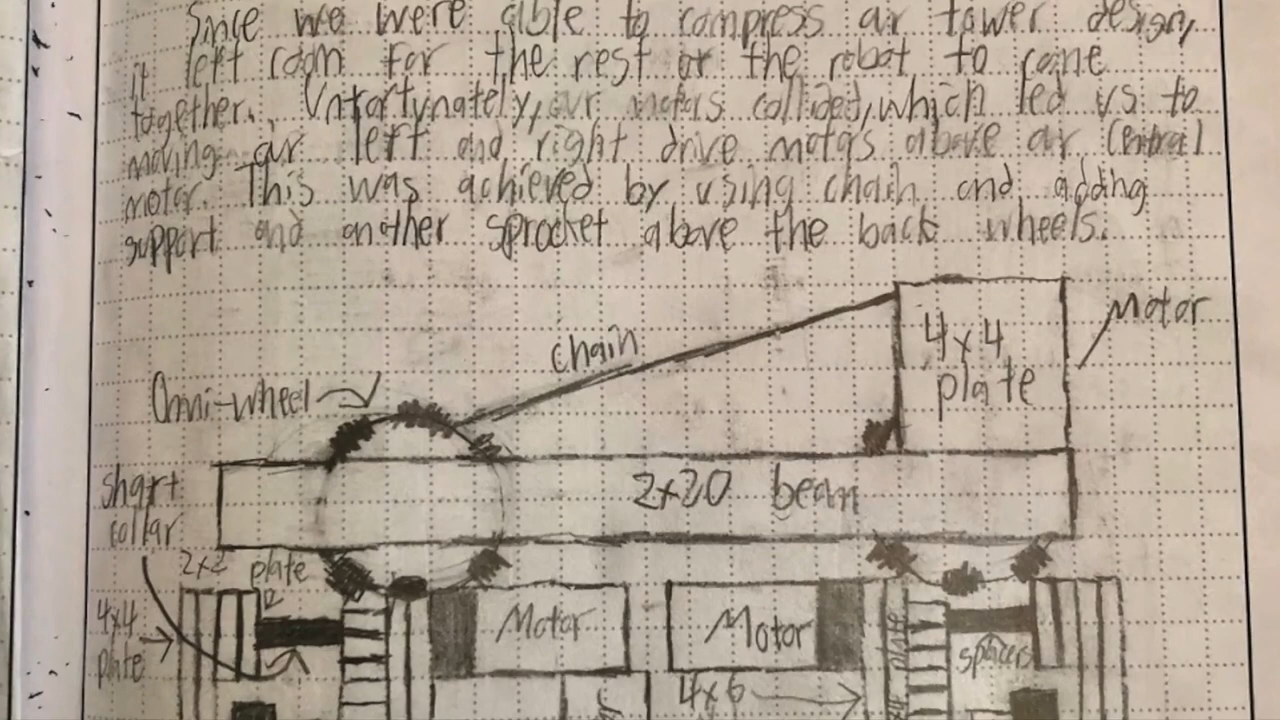 Since we were able to compress our tower design,
it left room for the rest of the robot to come
together. Unfortunately, our motors collided, which led us to
moving our left and right drive motors above our central
motor. This was achieved by using chain and adding
support and another sprocket above the back wheels.
Motor
4x4
plate
chain
Omni-wheel
2x20 beam
shaft
collar
2x2 plate
4x4
plate
Motor
Motor
plate
spacers
4x6